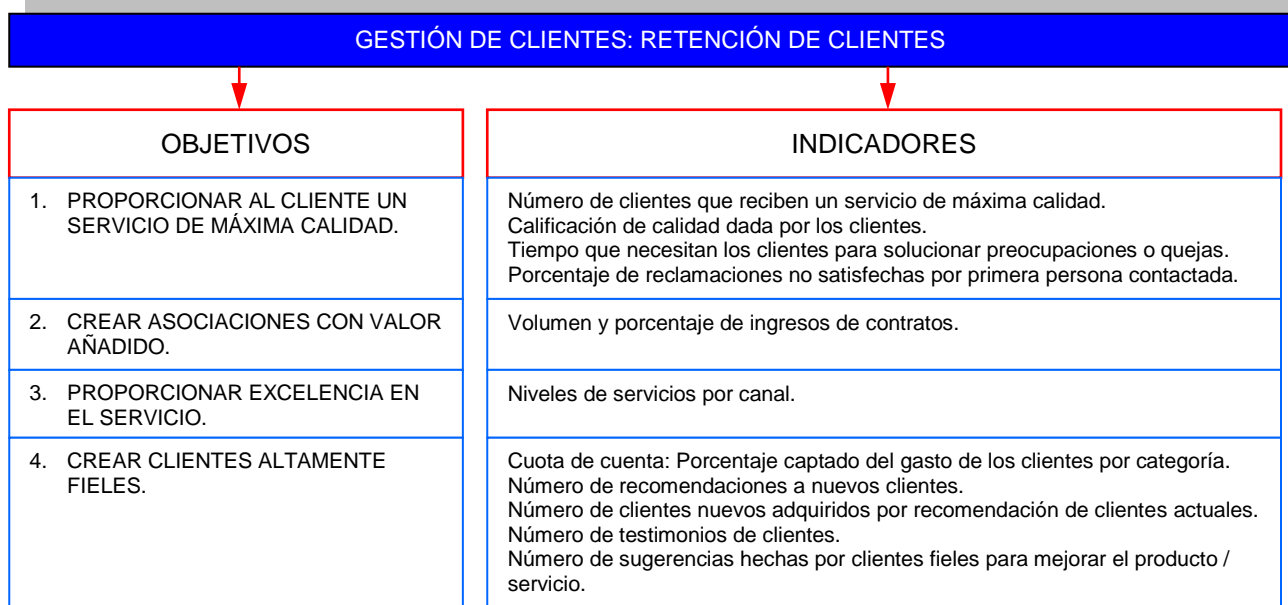 GESTIÓN DE CLIENTES: RETENCIÓN DE CLIENTES
OBJETIVOS
INDICADORES
1. PROPORCIONAR AL CLIENTE UN
SERVICIO DE MÁXIMA CALIDAD.
Número de clientes que reciben un servicio de máxima calidad.
Calificación de calidad dada por los clientes.
Tiempo que necesitan los clientes para solucionar preocupaciones o quejas.
Porcentaje de reclamaciones no satisfechas por primera persona contactada.
2. CREAR ASOCIACIONES CON VALOR
AÑADIDO.
Volumen y porcentaje de ingresos de contratos.
3. PROPORCIONAR EXCELENCIA EN
EL SERVICIO.
Niveles de servicios por canal.
4. CREAR CLIENTES ALTAMENTE
FIELES.
Cuota de cuenta: Porcentaje captado del gasto de los clientes por categoría.
Número de recomendaciones a nuevos clientes.
Número de clientes nuevos adquiridos por recomendación de clientes actuales.
Número de testimonios de clientes.
Número de sugerencias hechas por clientes fieles para mejorar el producto /
servicio.